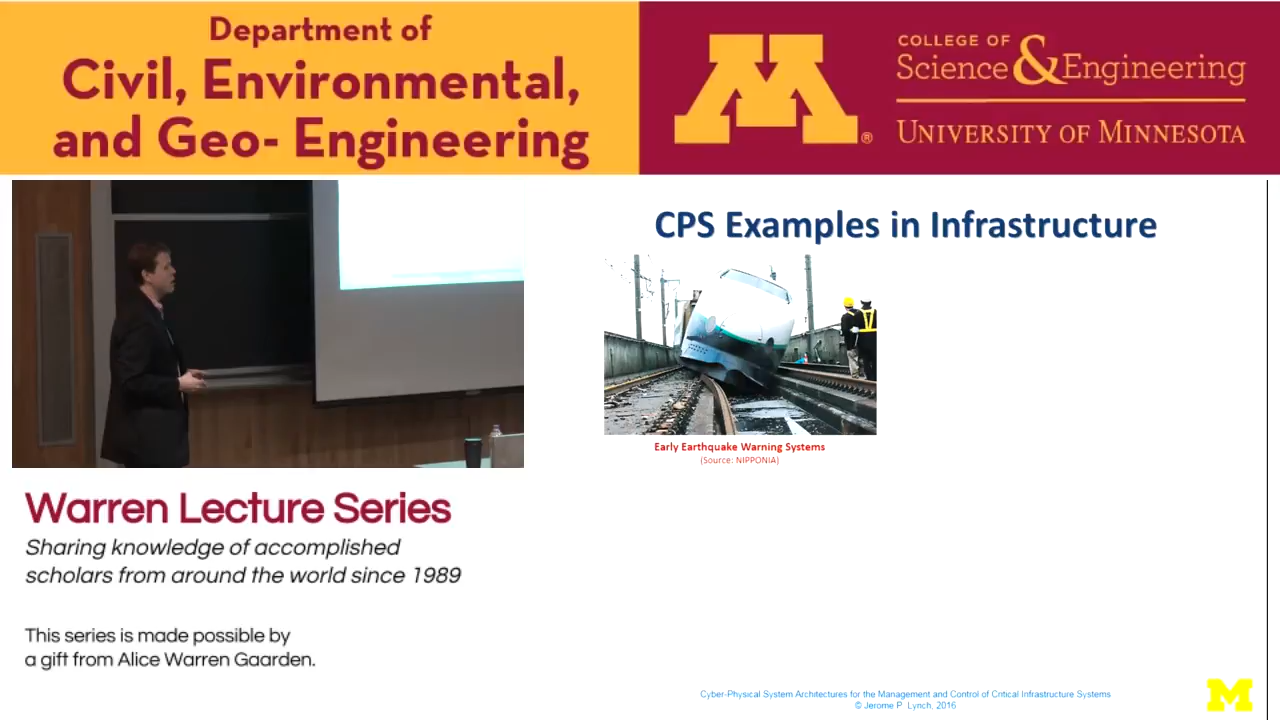 Department of
Civil, Environmental,
and Geo- Engineering
M®
COLLEGE OF
Science & Engineering
UNIVERSITY OF MINNESOTA
CPS Examples in Infrastructure
Early Earthquake Warning Systems
(Source: NIPPONIA)
Warren Lecture Series
Sharing knowledge of accomplished
scholars from around the world since 1989
This series is made possible by
a gift from Alice Warren Gaarden.
Cyber-Physical System Architectures for the Management and Control of Critical Infrastructure Systems
© Jerome P. Lynch, 2016
M